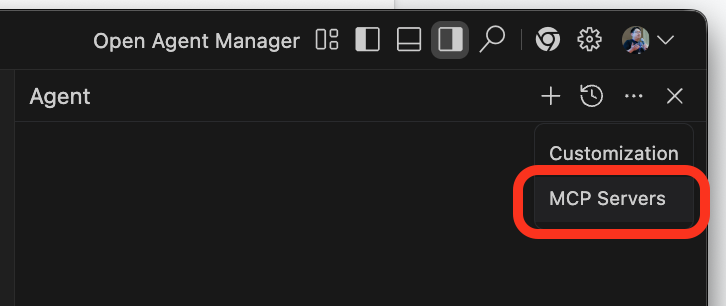 Open Agent Manager
Agent
Customization
MCP Servers